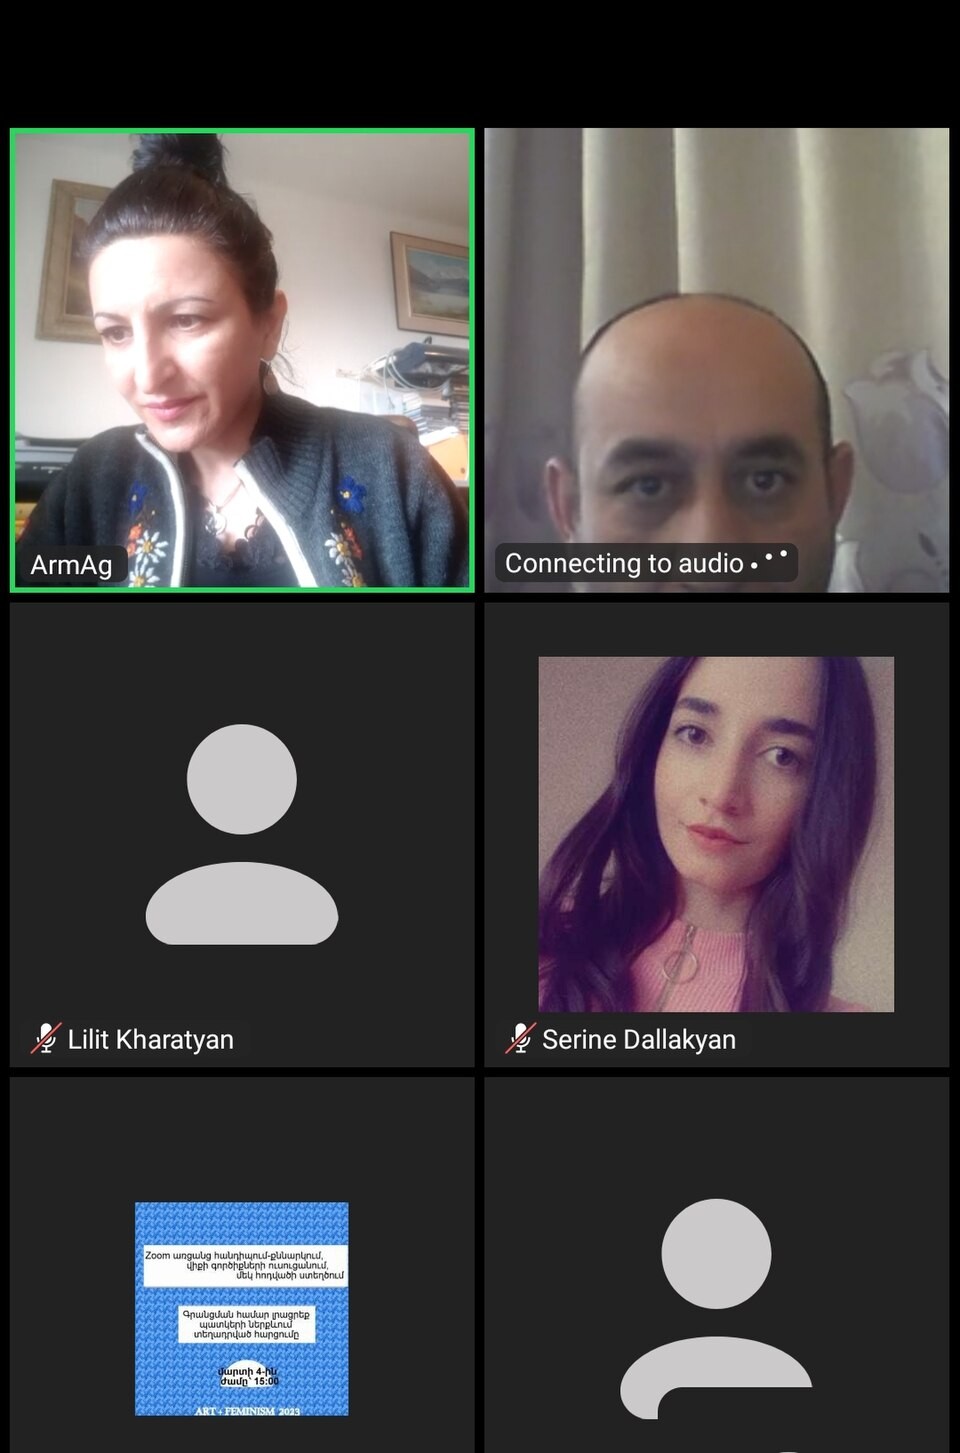 ArmAg
Connecting to audio
Lilit Kharatyan
Serine Dallakyan
Zoom առցանց հանդիպում-քննարկում,
վիքի գործիքների ուսուցանում,
մեկ հոդվածի ստեղծում
Գրանցման համար լրացրեք
պատկերի ներքևում
տեղադրված հարցումը
մարտի 4-ին,
ժամը՝ 15:00
ART + FEMINISM 2023